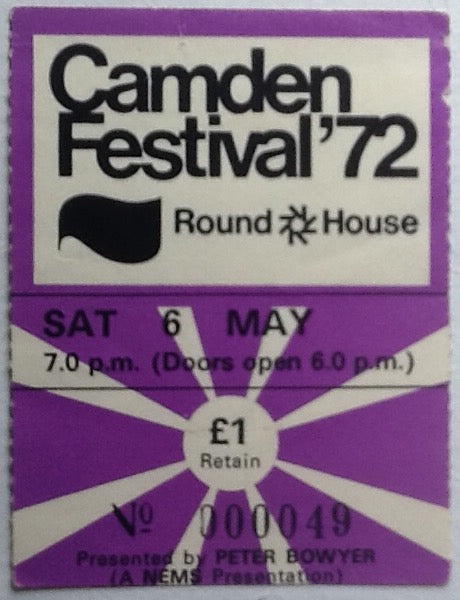 Camden
Festival '72
Round House
SAT 6 MAY
7.0 p.m. (Doors open 6.0 p.m.)
£1
Retain
Nº 000049
Presented by PETER BOWYER
(A NEMS Presentation)